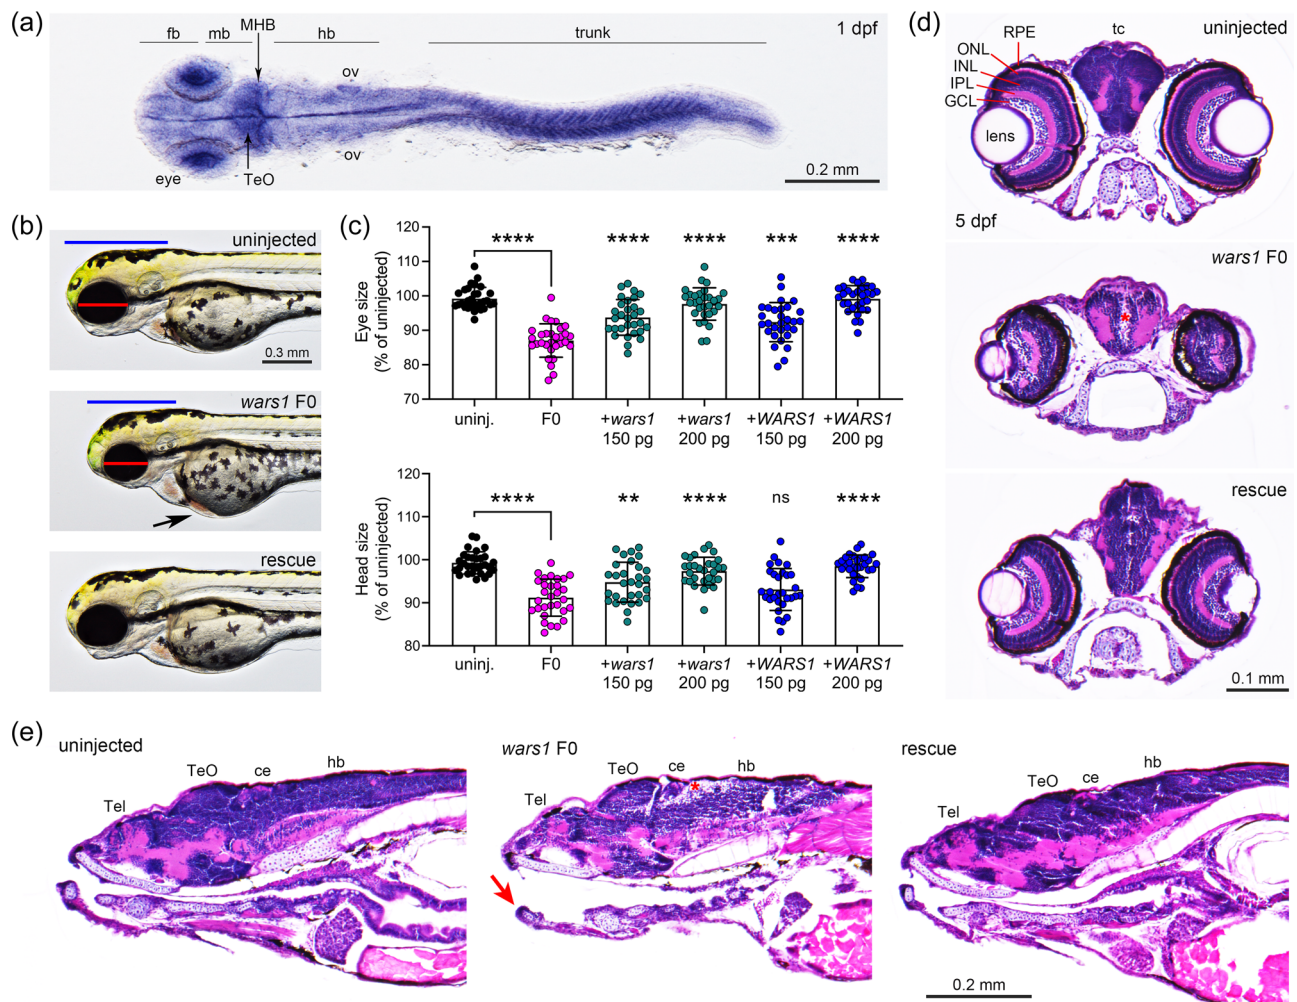 (a)
fb
mb
MHB
hb
trunk
1 dpf
ov
ov
eye
TeO
0.2 mm
(b)
uninjected
0.3 mm
wars1 F0
rescue
(c)
Eye size
(% of uninjected)
120
110
100
90
80
70
****
****
****
***
****
uninj.
F0
+wars1
150 pg
+wars1
200 pg
+WARS1
150 pg
+WARS1
200 pg
Head size
(% of uninjected)
120
110
100
90
80
****
**
****
ns
****
uninj.
F0
+wars1
150 pg
+wars1
200 pg
+WARS1
150 pg
+WARS1
200 pg
(d)
uninjected
tc
RPE
ONL
INL
IPL
GCL
lens
5 dpf
wars1 F0
*
rescue
0.1 mm
(e)
uninjected
Tel
TeO
ce
hb
wars1 F0
Tel
TeO
ce
hb
*
rescue
Tel
TeO
ce
hb
0.2 mm